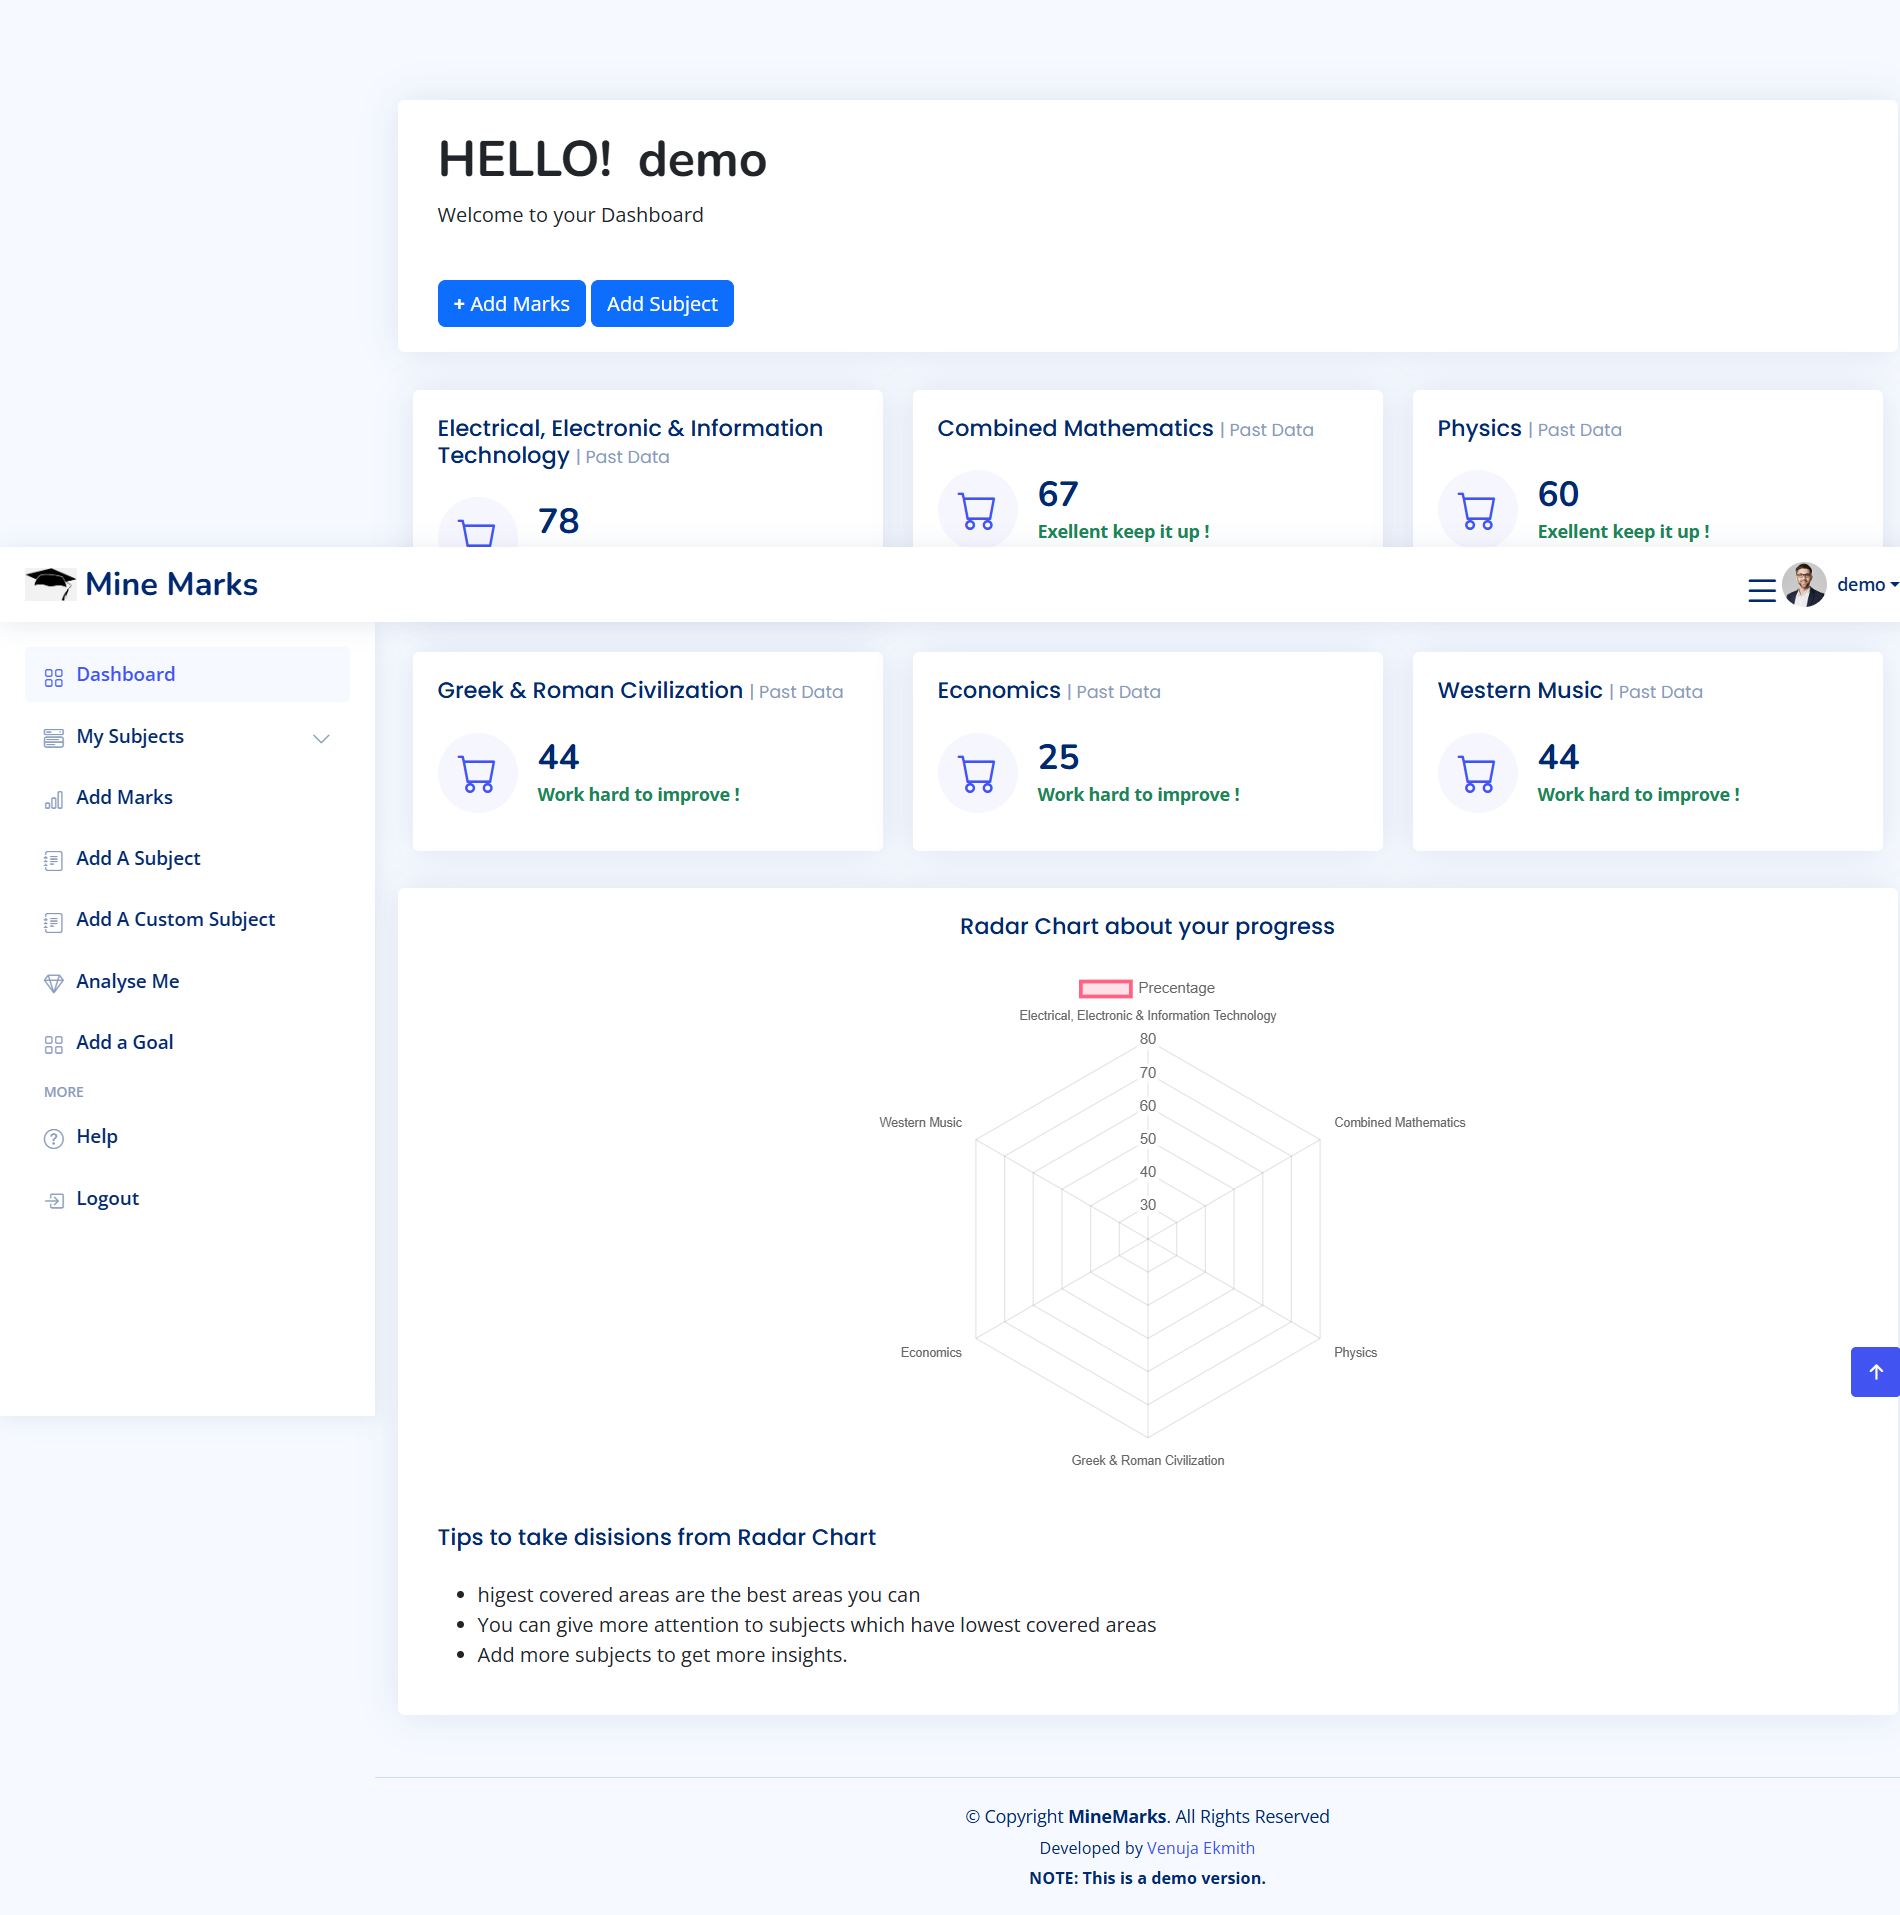 HELLO!  demo
Welcome to your Dashboard
+ Add Marks
Add Subject
Electrical, Electronic & Information
Technology | Past Data
78
Combined Mathematics | Past Data
67
Exellent keep it up !
Physics | Past Data
60
Exellent keep it up !
Mine Marks
demo
Dashboard
My Subjects
Add Marks
Add A Subject
Add A Custom Subject
Analyse Me
Add a Goal
MORE
Help
Logout
Greek & Roman Civilization | Past Data
44
Work hard to improve !
Economics | Past Data
25
Work hard to improve !
Western Music | Past Data
44
Work hard to improve !
Radar Chart about your progress
Precentage
Electrical, Electronic & Information Technology
80
70
60
50
40
30
Western Music
Combined Mathematics
Economics
Physics
Greek & Roman Civilization
Tips to take disisions from Radar Chart
higest covered areas are the best areas you can
You can give more attention to subjects which have lowest covered areas
Add more subjects to get more insights.
© Copyright MineMarks. All Rights Reserved
Developed by Venuja Ekmith
NOTE: This is a demo version.